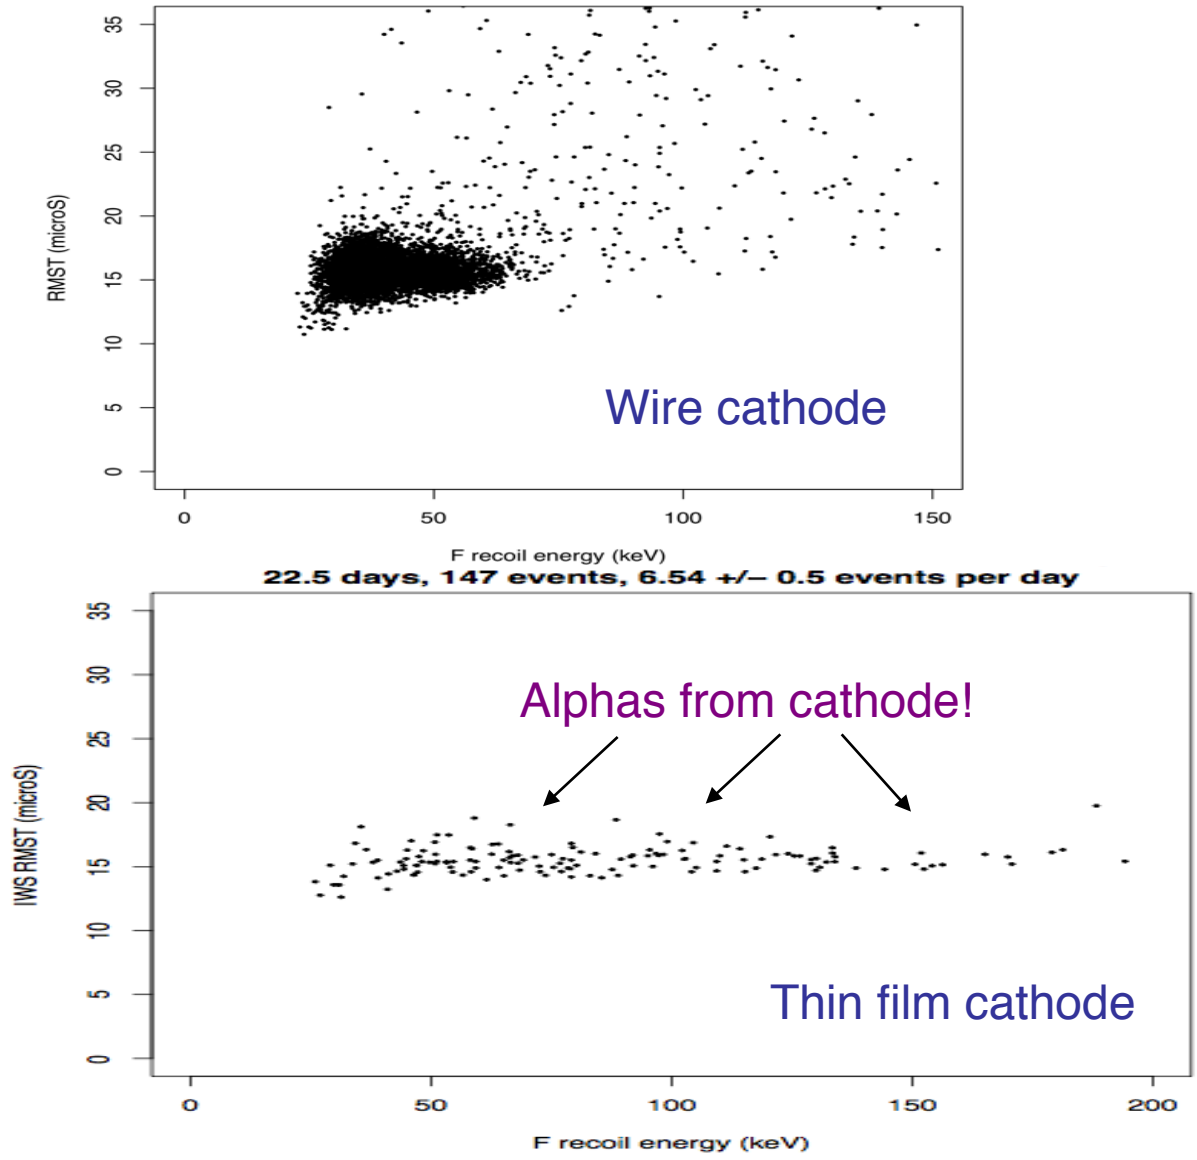 35
30
25
20
15
10
5
0
RMST (microS)
Wire cathode
0 50 100 150
F recoil energy (keV)
22.5 days, 147 events, 6.54 +/− 0.5 events per day
35
30
25
20
15
10
5
0
IWS RMST (microS)
Alphas from cathode!
Thin film cathode
0 50 100 150 200
F recoil energy (keV)